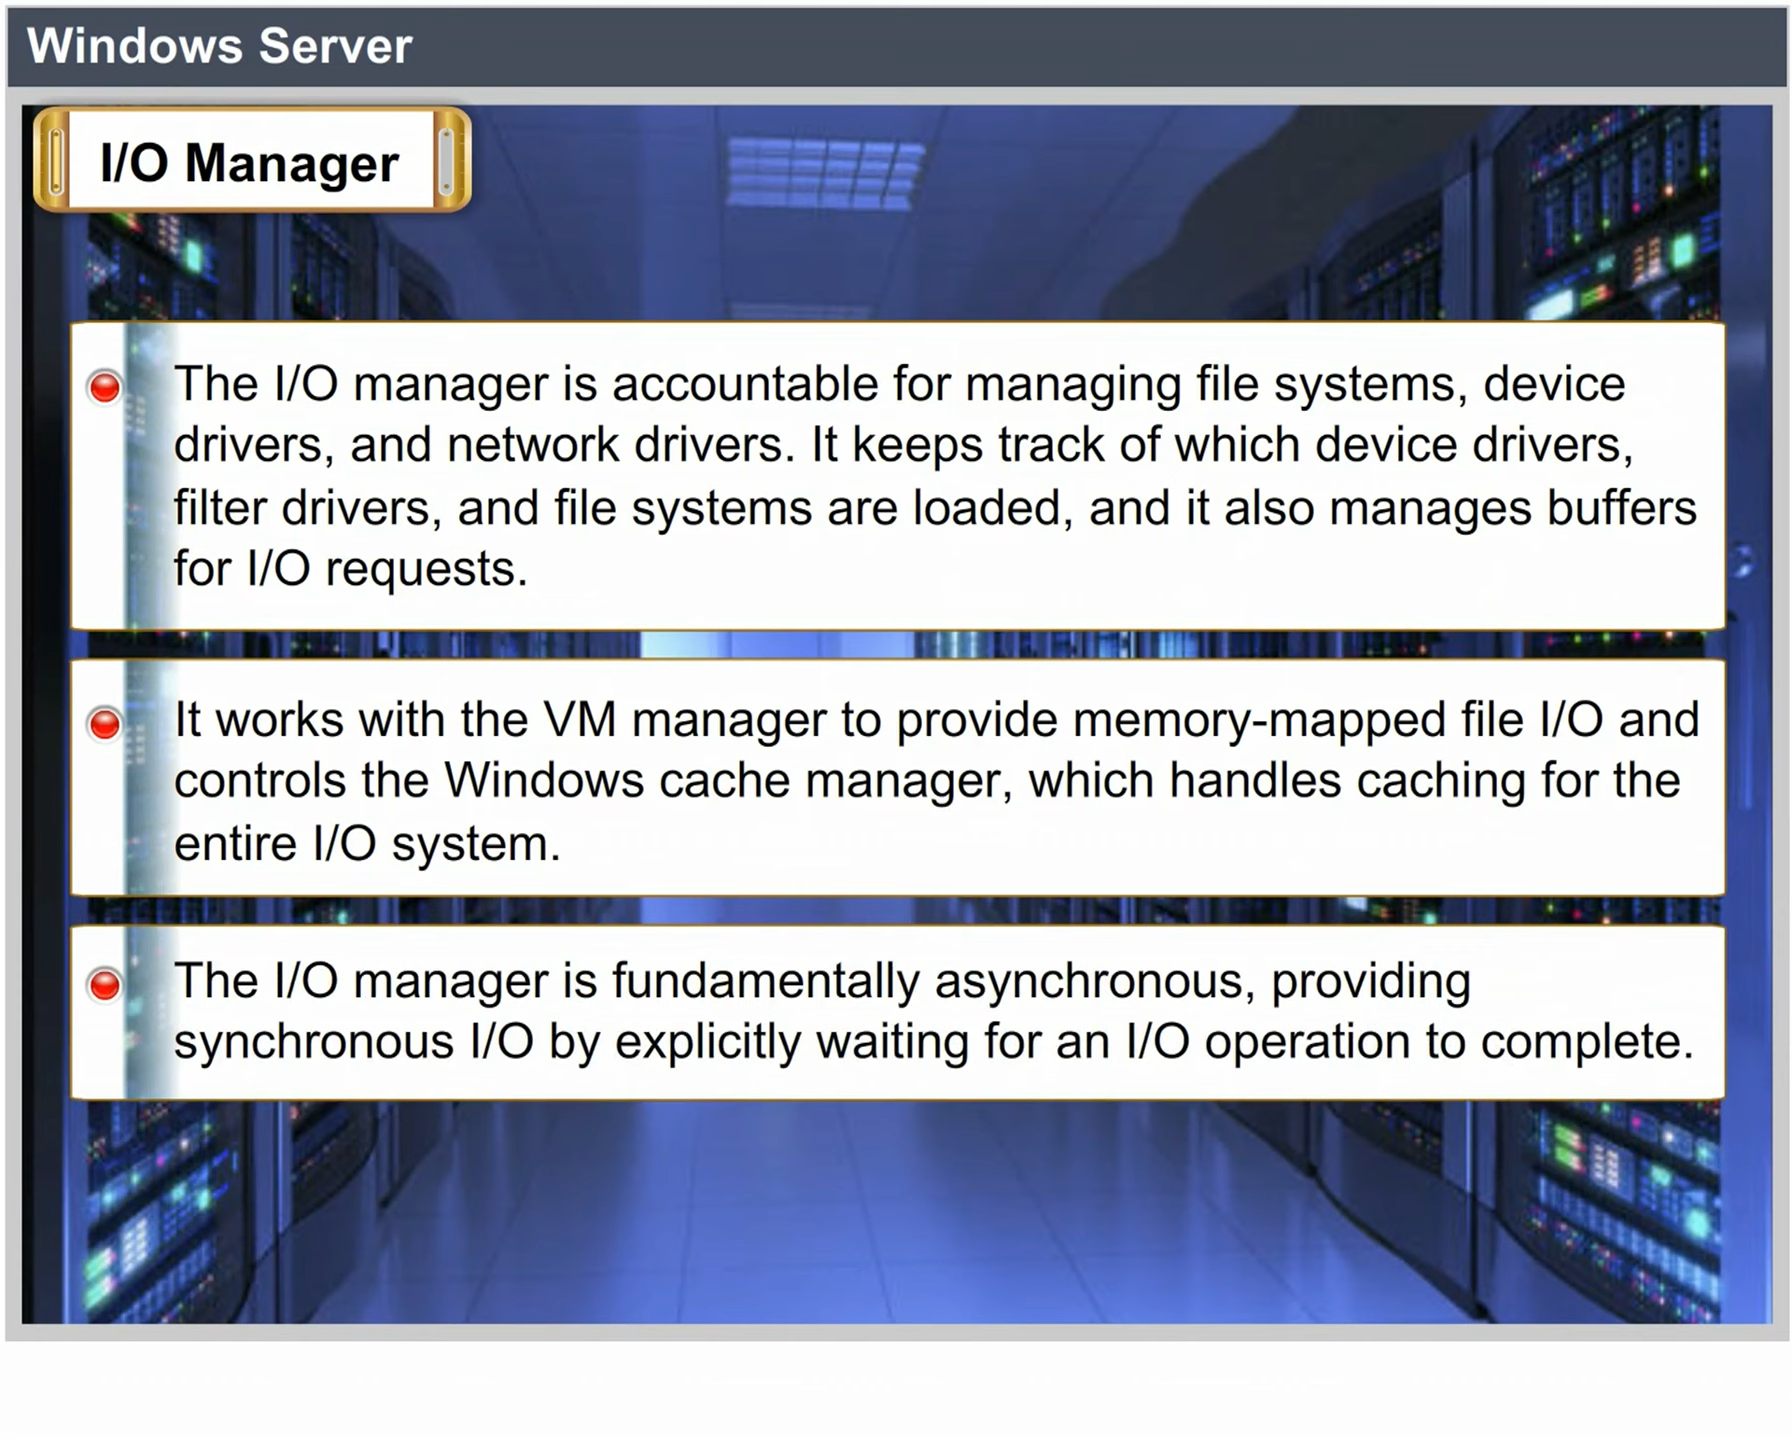 Windows Server
I/O Manager
The I/O manager is accountable for managing file systems, device
drivers, and network drivers. It keeps track of which device drivers,
filter drivers, and file systems are loaded, and it also manages buffers
for I/O requests.
It works with the VM manager to provide memory-mapped file I/O and
controls the Windows cache manager, which handles caching for the
entire I/O system.
The I/O manager is fundamentally asynchronous, providing
synchronous I/O by explicitly waiting for an I/O operation to complete.